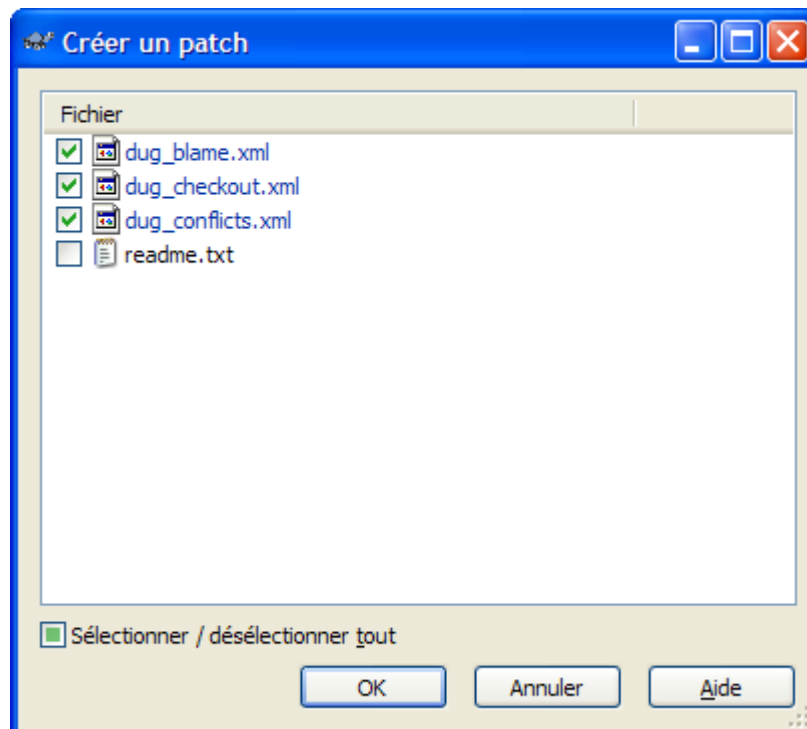 Créer un patch
Fichier
dug_blame.xml
dug_checkout.xml
dug_conflicts.xml
readme.txt
Sélectionner / désélectionner tout
OK Annuler Aide